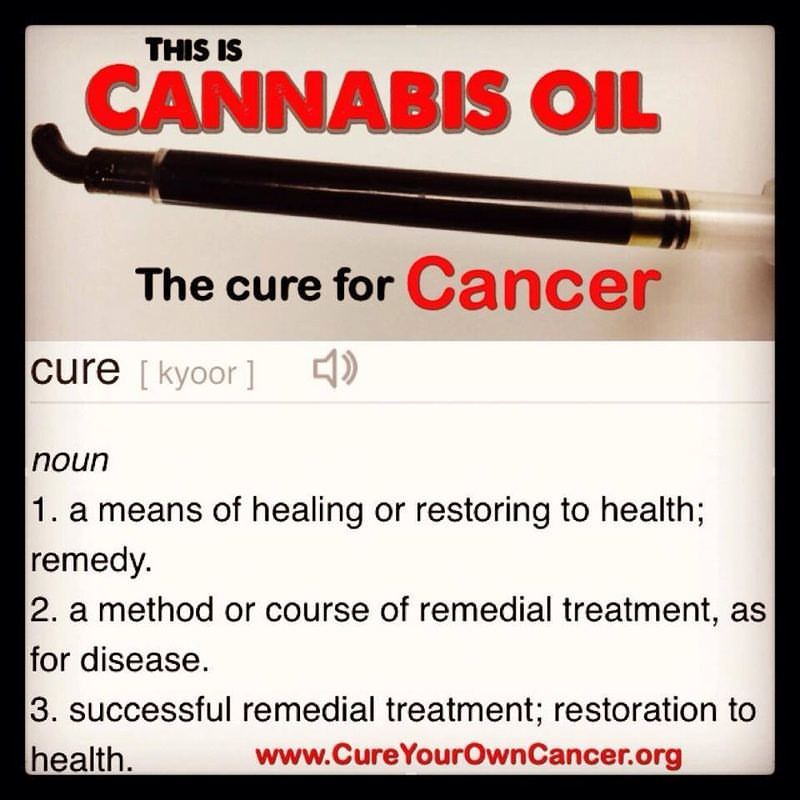 THIS IS
CANNABIS OIL
The cure for Cancer
cure [ kyoor ]
noun
1. a means of healing or restoring to health;
remedy.
2. a method or course of remedial treatment, as
for disease.
3. successful remedial treatment; restoration to
health.
www.CureYourOwnCancer.org